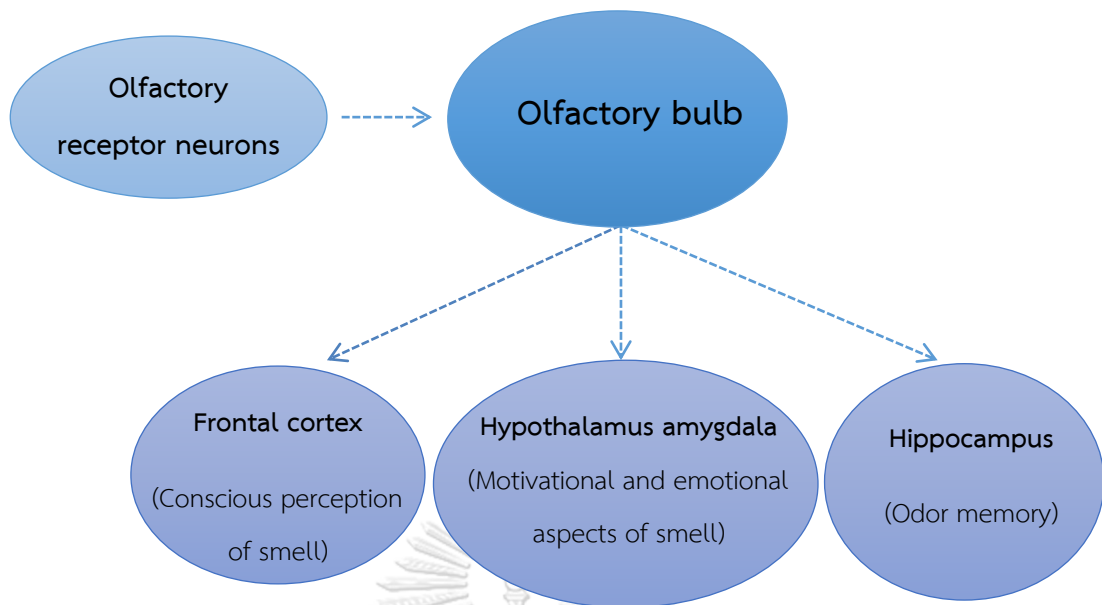 Olfactory
receptor neurons
Olfactory bulb
Frontal cortex
(Conscious perception
of smell)
Hypothalamus amygdala
(Motivational and emotional
aspects of smell)
Hippocampus
(Odor memory)